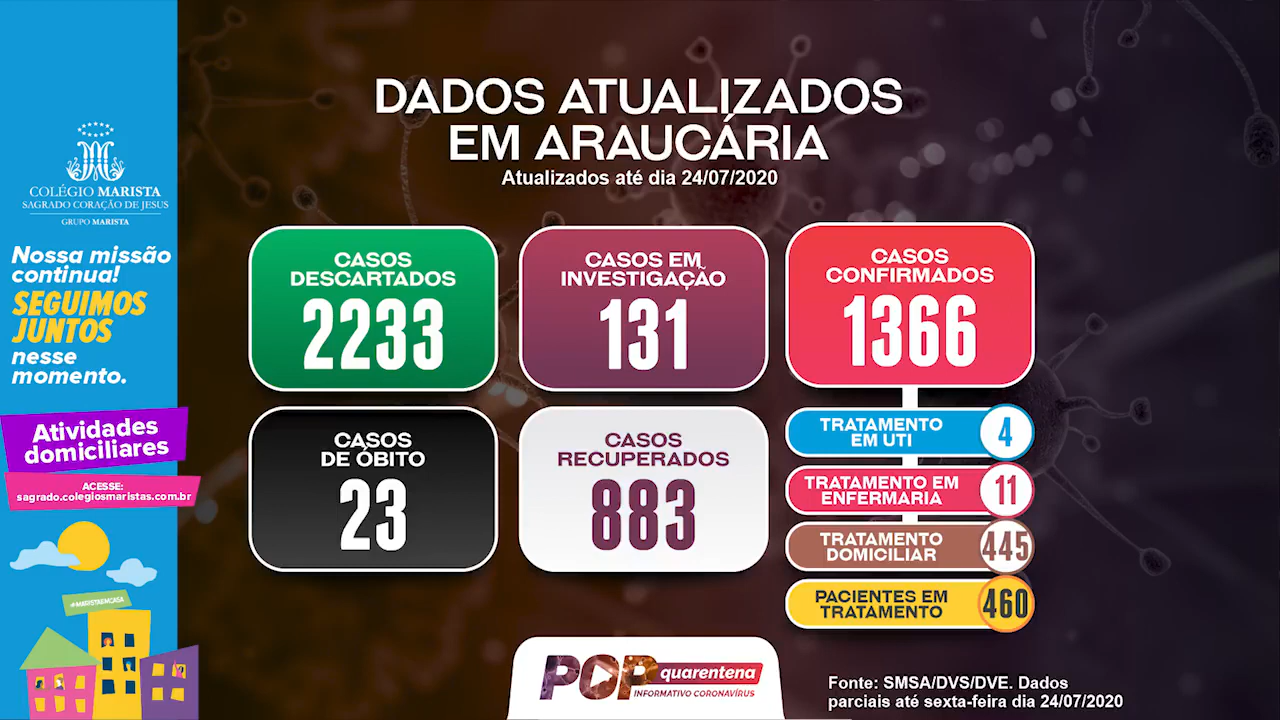 COLÉGIO MARISTA
SAGRADO CORAÇÃO DE JESUS
GRUPO MARISTA
Nossa missão
continua!
SEGUIMOS
JUNTOS
nesse
momento.
Atividades
domiciliares
ACESSE:
sagrado.colegiosmaristas.com.br
#MARISTAEMCASA
DADOS ATUALIZADOS
EM ARAUCÁRIA
Atualizados até dia 24/07/2020
CASOS
DESCARTADOS
2233
CASOS EM
INVESTIGAÇÃO
131
CASOS
CONFIRMADOS
1366
CASOS
DE ÓBITO
23
CASOS
RECUPERADOS
883
TRATAMENTO
EM UTI
4
TRATAMENTO EM
ENFERMARIA
11
TRATAMENTO
DOMICILIAR
445
PACIENTES EM
TRATAMENTO
460
POP quarentena
INFORMATIVO CORONAVÍRUS
Fonte: SMSA/DVS/DVE. Dados
parciais até sexta-feira dia 24/07/2020